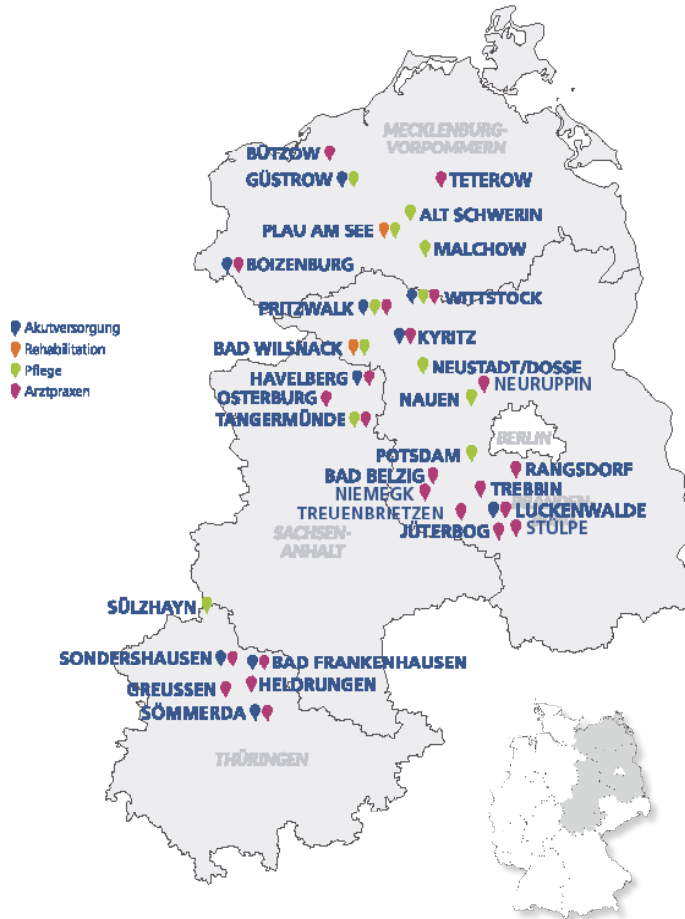 MECKLENBURG-
VORPOMMERN
BÜTZOW
GÜSTROW
TETEROW
ALT SCHWERIN
PLAU AM SEE
MALCHOW
BOIZENBURG
PRITZWALK
WITTSTOCK
Akutversorgung
Rehabilitation
Pflege
Arztpraxen
KYRITZ
BAD WILSNACK
NEUSTADT/DOSSE
HAVELBERG
NEURUPPIN
OSTERBURG
NAUEN
TANGERMÜNDE
BERLIN
POTSDAM
RANGSDORF
BAD BELZIG
TREBBIN
NIEMEGK
BRANDEN-
TREUENBRIETZEN
LUCKENWALDE
JÜTERBOG
STÜLPE
SACHSEN-
ANHALT
SÜLZHAYN
SONDERSHAUSEN
BAD FRANKENHAUSEN
GREUSSEN
HELDRUNGEN
SÖMMERDA
THÜRINGEN